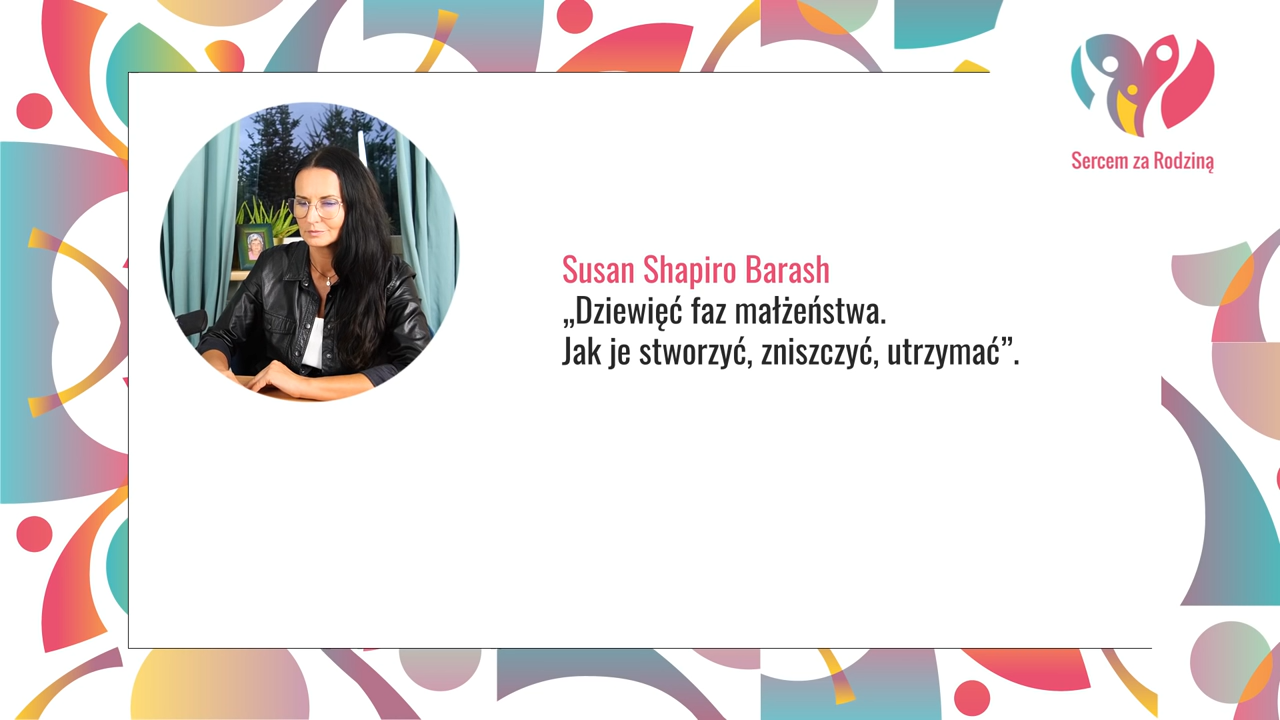 Sercem za Rodziną
Susan Shapiro Barash
„Dziewięć faz małżeństwa.
Jak je stworzyć, zniszczyć, utrzymać”.